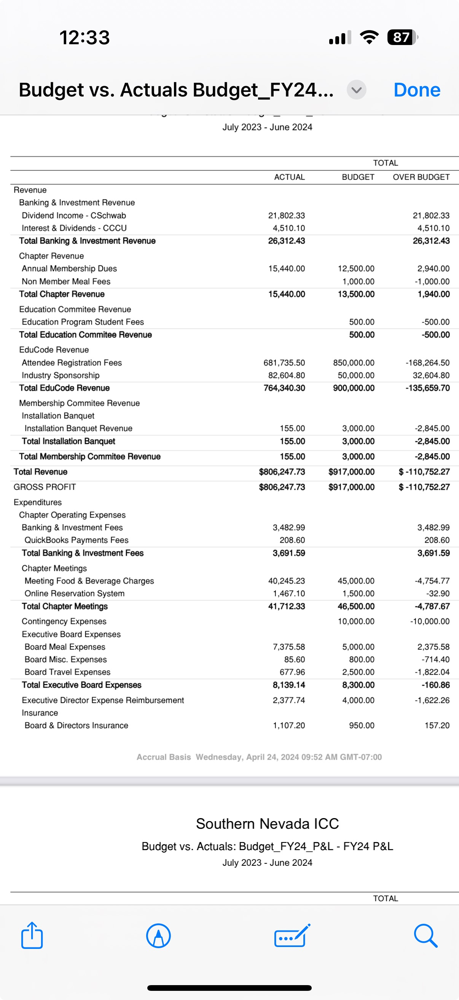 12:33
87
Budget vs. Actuals Budget_FY24...
Done
July 2023 - June 2024
TOTAL
ACTUAL BUDGET OVER BUDGET
Revenue
Banking & Investment Revenue
Dividend Income - CSchwab 21,802.33 21,802.33
Interest & Dividends - CCCU 4,510.10 4,510.10
Total Banking & Investment Revenue 26,312.43 26,312.43
Chapter Revenue
Annual Membership Dues 15,440.00 12,500.00 2,940.00
Non Member Meal Fees 1,000.00 -1,000.00
Total Chapter Revenue 15,440.00 13,500.00 1,940.00
Education Commitee Revenue
Education Program Student Fees 500.00 -500.00
Total Education Commitee Revenue 500.00 -500.00
EduCode Revenue
Attendee Registration Fees 681,735.50 850,000.00 -168,264.50
Industry Sponsorship 82,604.80 50,000.00 32,604.80
Total EduCode Revenue 764,340.30 900,000.00 -135,659.70
Membership Commitee Revenue
Installation Banquet
Installation Banquet Revenue 155.00 3,000.00 -2,845.00
Total Installation Banquet 155.00 3,000.00 -2,845.00
Total Membership Commitee Revenue 155.00 3,000.00 -2,845.00
Total Revenue $806,247.73 $917,000.00 $ -110,752.27
GROSS PROFIT $806,247.73 $917,000.00 $ -110,752.27
Expenditures
Chapter Operating Expenses
Banking & Investment Fees 3,482.99 3,482.99
QuickBooks Payments Fees 208.60 208.60
Total Banking & Investment Fees 3,691.59 3,691.59
Chapter Meetings
Meeting Food & Beverage Charges 40,245.23 45,000.00 -4,754.77
Online Reservation System 1,467.10 1,500.00 -32.90
Total Chapter Meetings 41,712.33 46,500.00 -4,787.67
Contingency Expenses 10,000.00 -10,000.00
Executive Board Expenses
Board Meal Expenses 7,375.58 5,000.00 2,375.58
Board Misc. Expenses 85.60 800.00 -714.40
Board Travel Expenses 677.96 2,500.00 -1,822.04
Total Executive Board Expenses 8,139.14 8,300.00 -160.86
Executive Director Expense Reimbursement 2,377.74 4,000.00 -1,622.26
Insurance
Board & Directors Insurance 1,107.20 950.00 157.20
Accrual Basis Wednesday, April 24, 2024 09:52 AM GMT-07:00
Southern Nevada ICC
Budget vs. Actuals: Budget_FY24_P&L - FY24 P&L
July 2023 - June 2024
TOTAL